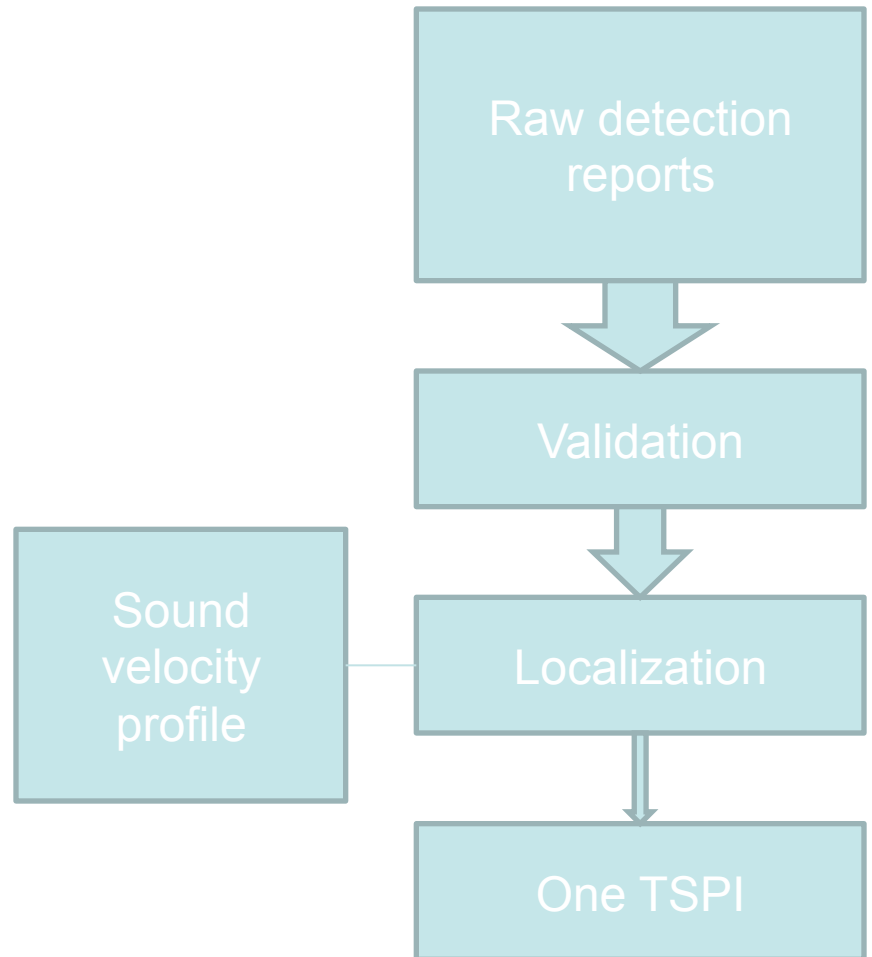 Raw detection
reports
Validation
Sound
velocity
profile
Localization
One TSPI